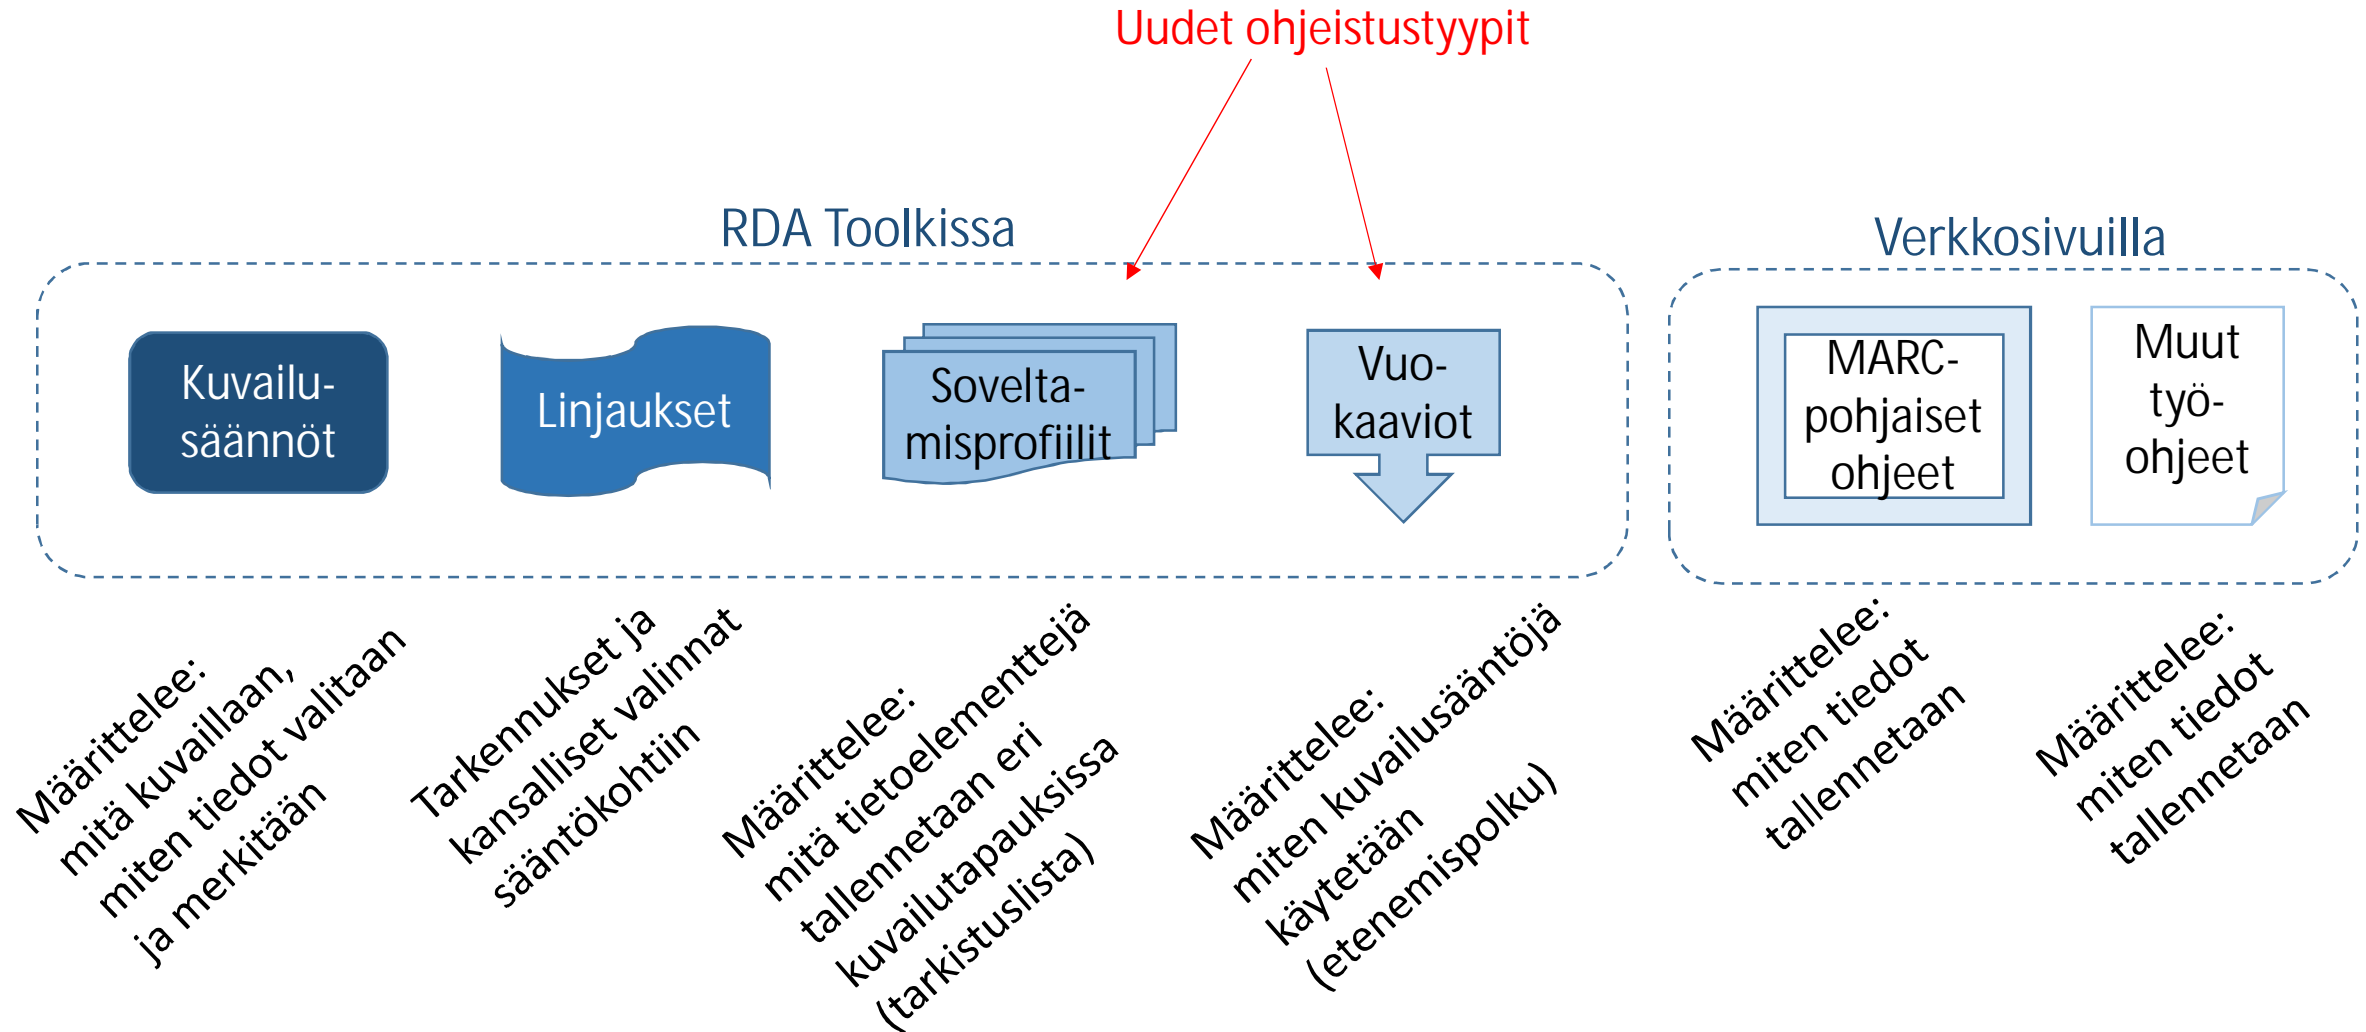 Uudet ohjeistustyypit
RDA Toolkissa
Verkkosivuilla
Kuvailu-
säännöt
Linjaukset
Sovelta-
misprofiilit
Vuo-
kaaviot
MARC-
pohjaiset
ohjeet
Muut
työ-
ohjeet
Määrittelee:
mitä kuvaillaan,
miten tiedot valitaan
ja merkitään
Tarkennukset ja
kansalliset valinnat
sääntökohtiin
Määrittelee:
mitä tietoelementtejä
tallennetaan eri
kuvailutapauksissa
(tarkistuslista)
Määrittelee:
miten kuvailusääntöjä
käytetään
(etenemispolku)
Määrittelee:
miten tiedot
tallennetaan
Määrittelee:
miten tiedot
tallennetaan